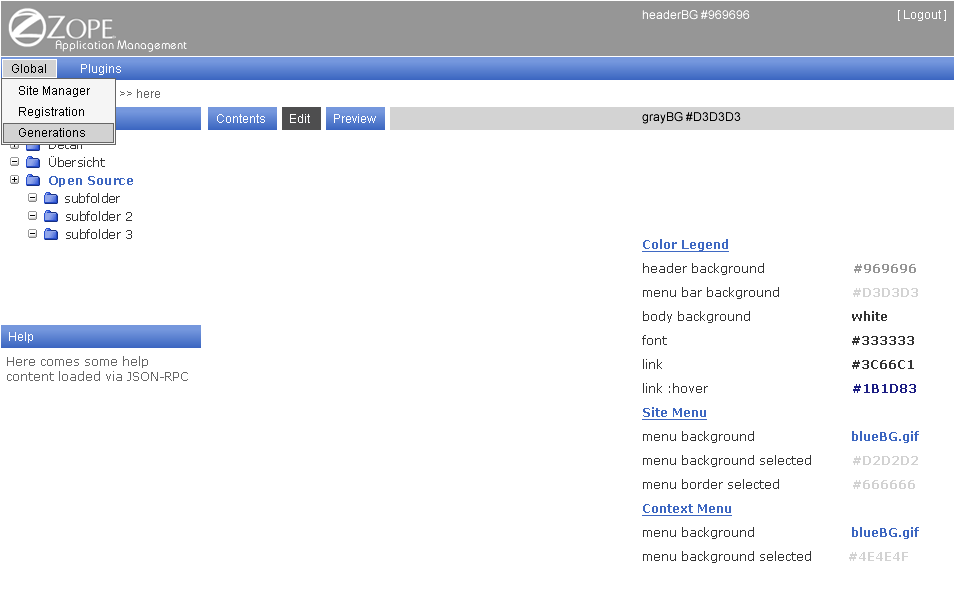 ZOPE
Application Management
headerBG #969696
[ Logout ]
Global Plugins
Site Manager
>> here
Registration
Generations
Contents Edit Preview
grayBG #D3D3D3
Detail
Übersicht
Open Source
subfolder
subfolder 2
subfolder 3
Color Legend
header background #969696
menu bar background #D3D3D3
body background white
font #333333
link #3C66C1
link :hover #1B1D83
Site Menu
menu background blueBG.gif
menu background selected #D2D2D2
menu border selected #666666
Context Menu
menu background blueBG.gif
menu background selected #4E4E4F
Help
Here comes some help
content loaded via JSON-RPC